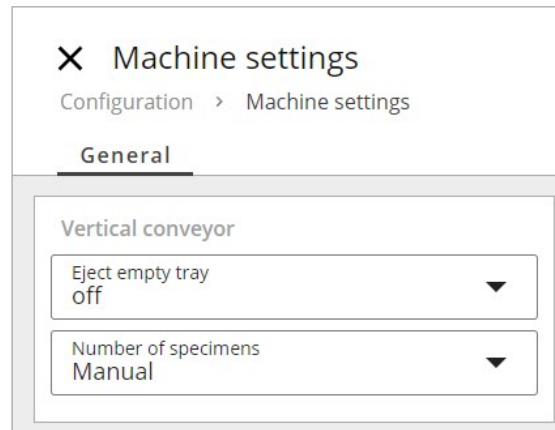 Machine settings
Configuration > Machine settings
General
Vertical conveyor
Eject empty tray
off
Number of specimens
Manual